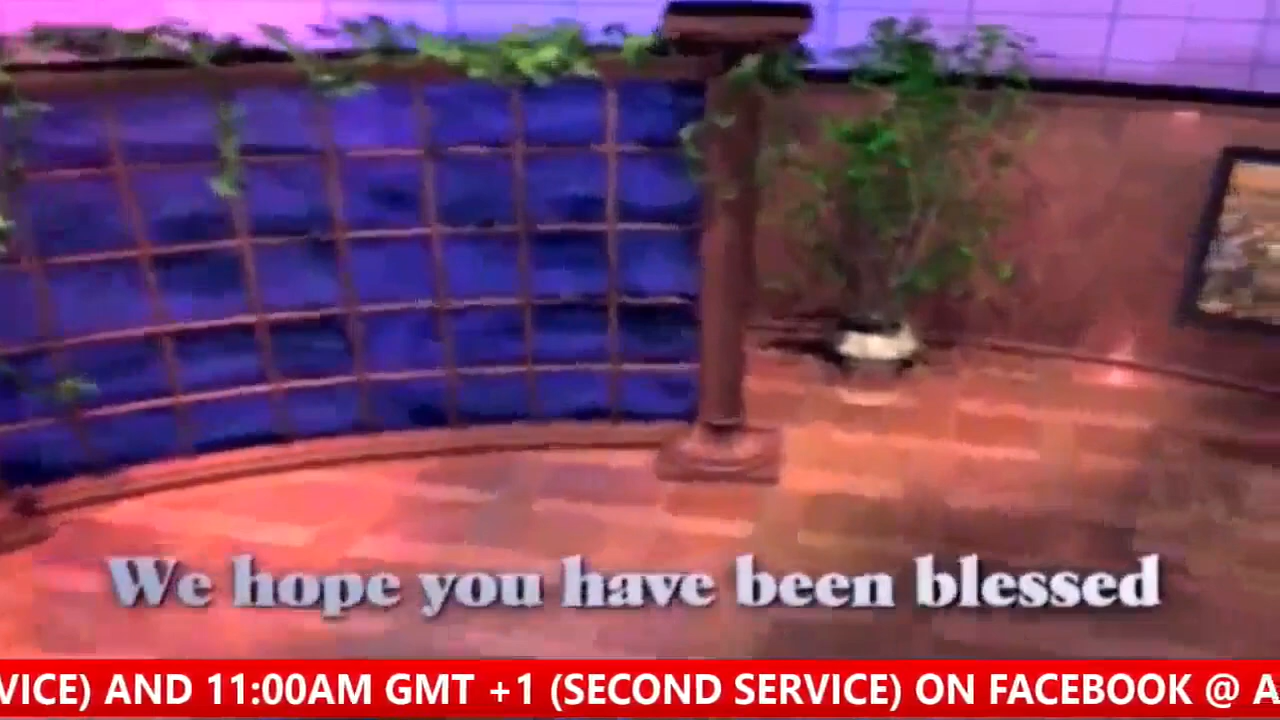 We hope you have been blessed
VICE) AND 11:00AM GMT +1 (SECOND SERVICE) ON FACEBOOK @ A